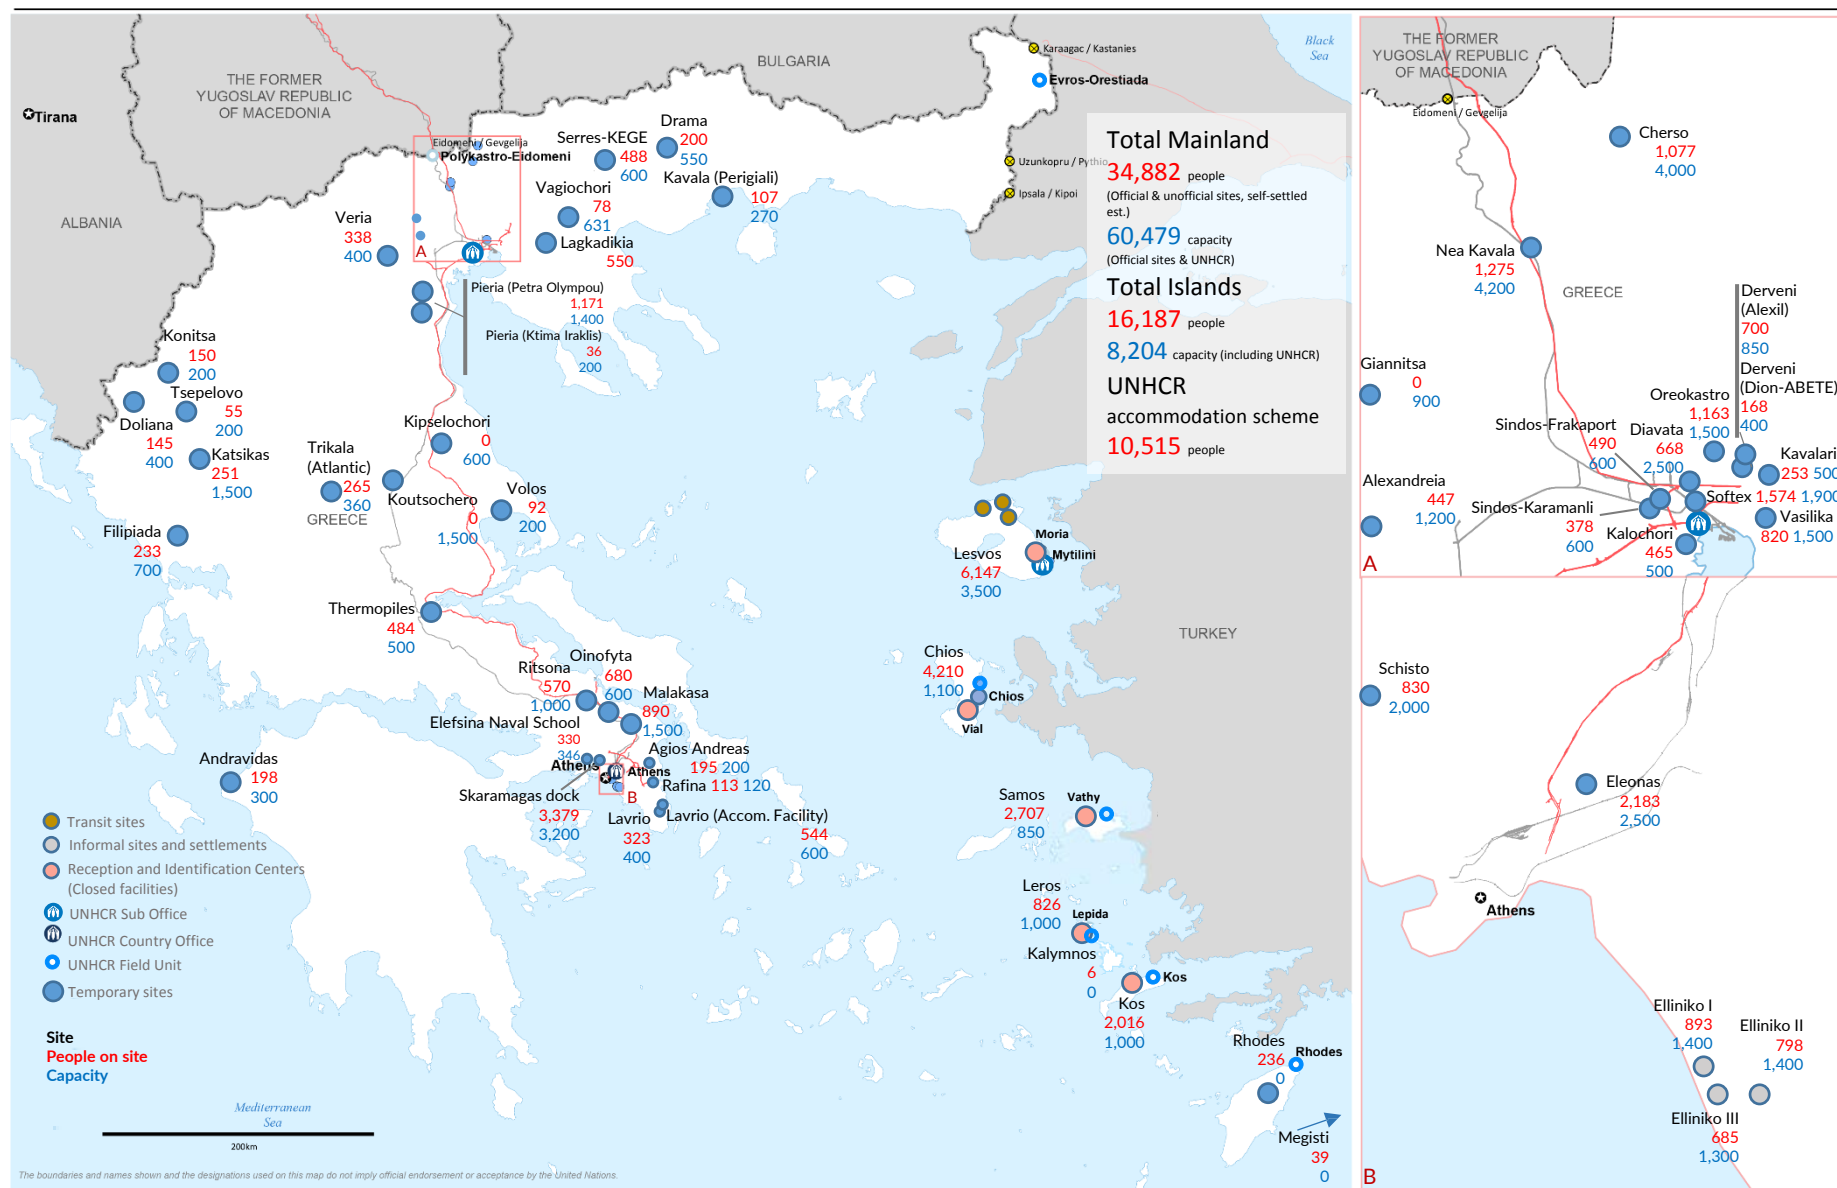 THE FORMER
YUGOSLAV REPUBLIC
OF MACEDONIA
BULGARIA
Black
Sea
Karaagac / Kastanies
Evros-Orestiada
Tirana
ALBANIA
Eidomeni / Gevgelija
Polykastro-Eidomeni
Serres-KEGE
488
600
Drama
200
550
Vagiochori
78
631
Kavala (Perigiali)
107
270
Uzunkopru / Pythio
Ipsala / Kipoi
Veria
338
400
A
Lagkadikia
550
Pieria (Petra Olympou)
1,171
1,400
Pieria (Ktima Iraklis)
36
200
Total Mainland
34,882 people
(Official & unofficial sites, self-settled
est.)
60,479 capacity
(Official sites & UNHCR)
Total Islands
16,187 people
8,204 capacity (including UNHCR)
UNHCR
accommodation scheme
10,515 people
Konitsa
150
200
Tsepelovo
55
200
Doliana
145
400
Katsikas
251
1,500
Kipselochori
0
600
Trikala
(Atlantic)
265
360
GREECE
Koutsochero
0
1,500
Volos
92
200
Filipiada
233
700
Thermopiles
484
500
Lesvos
6,147
3,500
Moria
Mytilini
TURKEY
Chios
4,210
1,100
Chios
Vial
Ritsona
570
1,000
Oinofyta
680
600
Malakasa
890
1,500
Elefsina Naval School
330
346
Athens
Athens
Agios Andreas
195 200
Rafina 113 120
B
Skaramagas dock
3,379
3,200
Lavrio
323
400
Lavrio (Accom. Facility)
544
600
Andravidas
198
300
Samos
2,707
850
Vathy
Leros
826
1,000
Lepida
Kalymnos
6
0
Kos
Kos
2,016
1,000
Rhodes
236
0
Rhodes
Megisti
39
0
Transit sites
Informal sites and settlements
Reception and Identification Centers
(Closed facilities)
UNHCR Sub Office
UNHCR Country Office
UNHCR Field Unit
Temporary sites
Site
People on site
Capacity
Mediterranean
Sea
200km
The boundaries and names shown and the designations used on this map do not imply official endorsement or acceptance by the United Nations.
THE FORMER
YUGOSLAV REPUBLIC
OF MACEDONIA
Eidomeni / Gevgelija
Cherso
1,077
4,000
Nea Kavala
1,275
4,200
GREECE
Derveni
(Alexil)
700
850
Derveni
(Dion-ABETE)
168
400
Giannitsa
0
900
Oreokastro
1,163
1,500
Sindos-Frakaport
490
600
Diavata
668
2,500
Kavalari
253 500
Alexandreia
447
1,200
Softex 1,574 1,900
Sindos-Karamanli
378
600
Vasilika
820 1,500
Kalochori
465
500
A
Schisto
830
2,000
Eleonas
2,183
2,500
Athens
Elliniko I
893
1,400
Elliniko II
798
1,400
Elliniko III
685
1,300
B